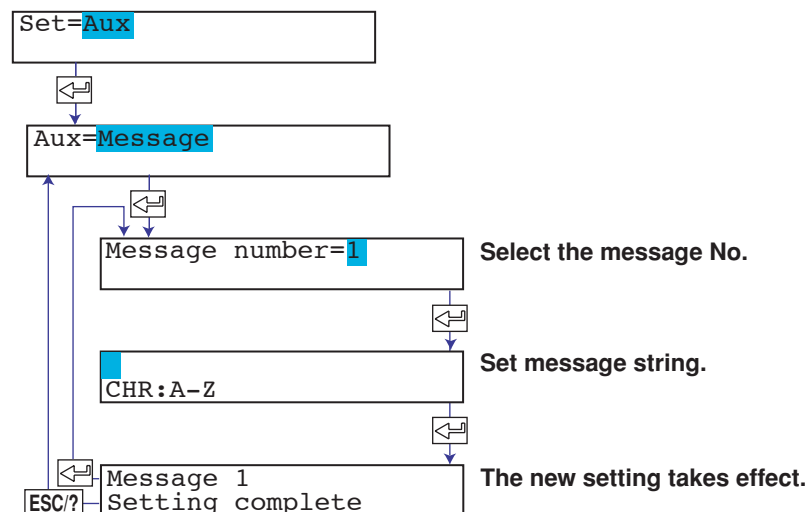 Set=Aux
Aux=Message
Message number=1
Select the message No.
Set message string.
CHR:A-Z
Message 1
The new setting takes effect.
ESC/?
Setting complete